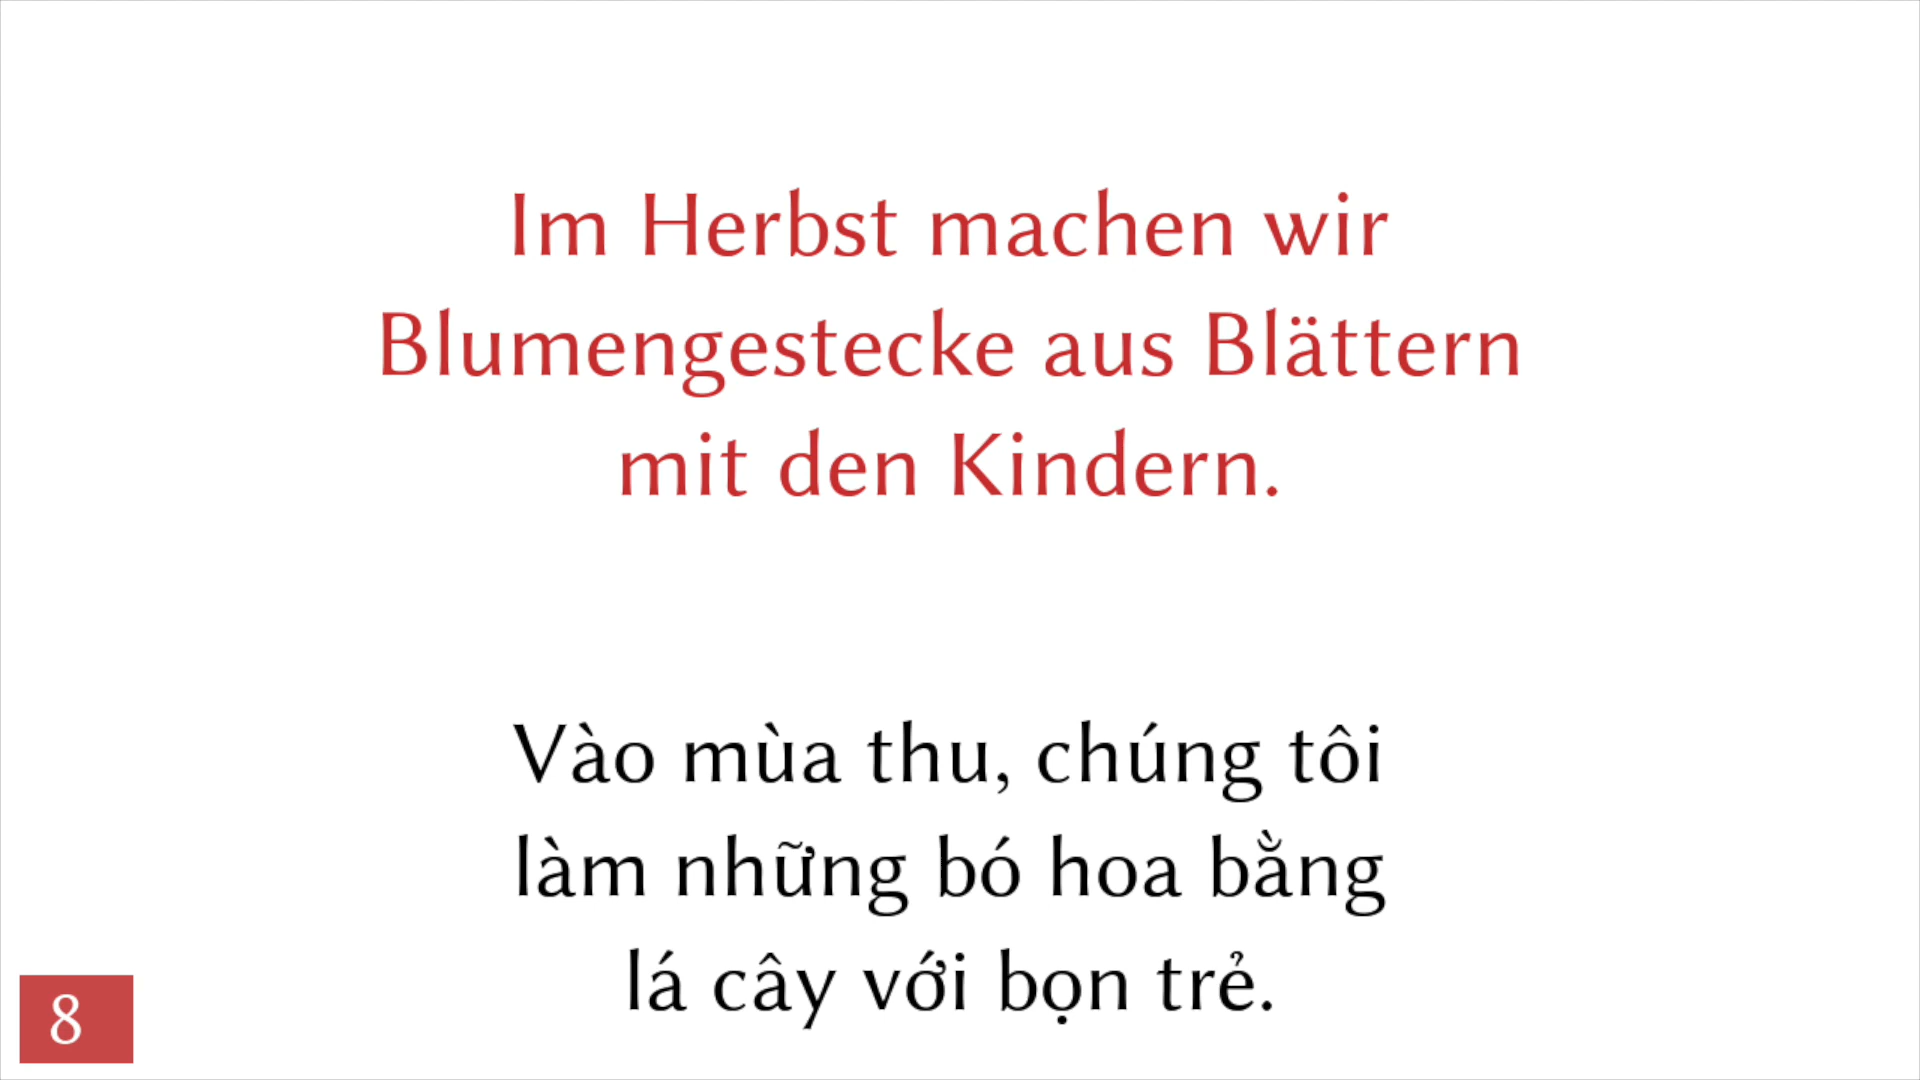 Im Herbst machen wir
Blumengestecke aus Blättern
mit den Kindern.
Vào mùa thu, chúng tôi
làm những bó hoa bằng
lá cây với bọn trẻ.
8